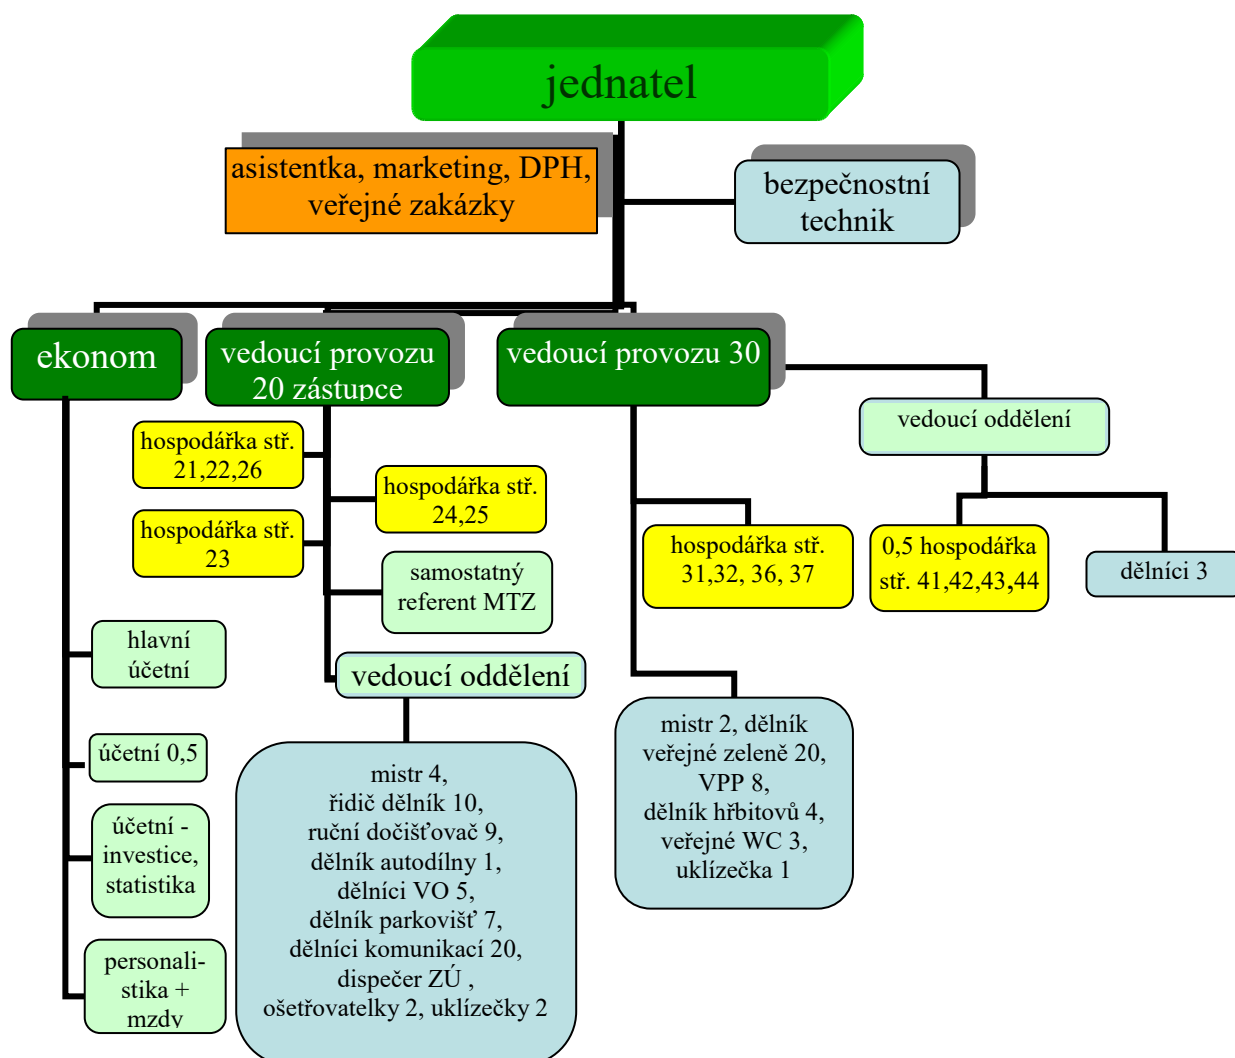 jednatel
asistentka, marketing, DPH,
veřejné zakázky
bezpečnostní
technik
ekonom
vedoucí provozu
20 zástupce
vedoucí provozu 30
vedoucí oddělení
hospodářka stř.
21,22,26
hospodářka stř.
24,25
hospodářka stř.
23
samostatný
referent MTZ
hospodářka stř.
31,32, 36, 37
0,5 hospodářka
stř. 41,42,43,44
dělníci 3
hlavní
účetní
účetní 0,5
účetní -
investice,
statistika
personali-
stika +
mzdy
vedoucí oddělení
mistr 4,
řidič dělník 10,
ruční dočišťovač 9,
dělník autodílny 1,
dělníci VO 5,
dělník parkovišť 7,
dělníci komunikací 20,
dispečer ZÚ ,
ošetřovatelky 2, uklízečky 2
mistr 2, dělník
veřejné zeleně 20,
VPP 8,
dělník hřbitovů 4,
veřejné WC 3,
uklízečka 1